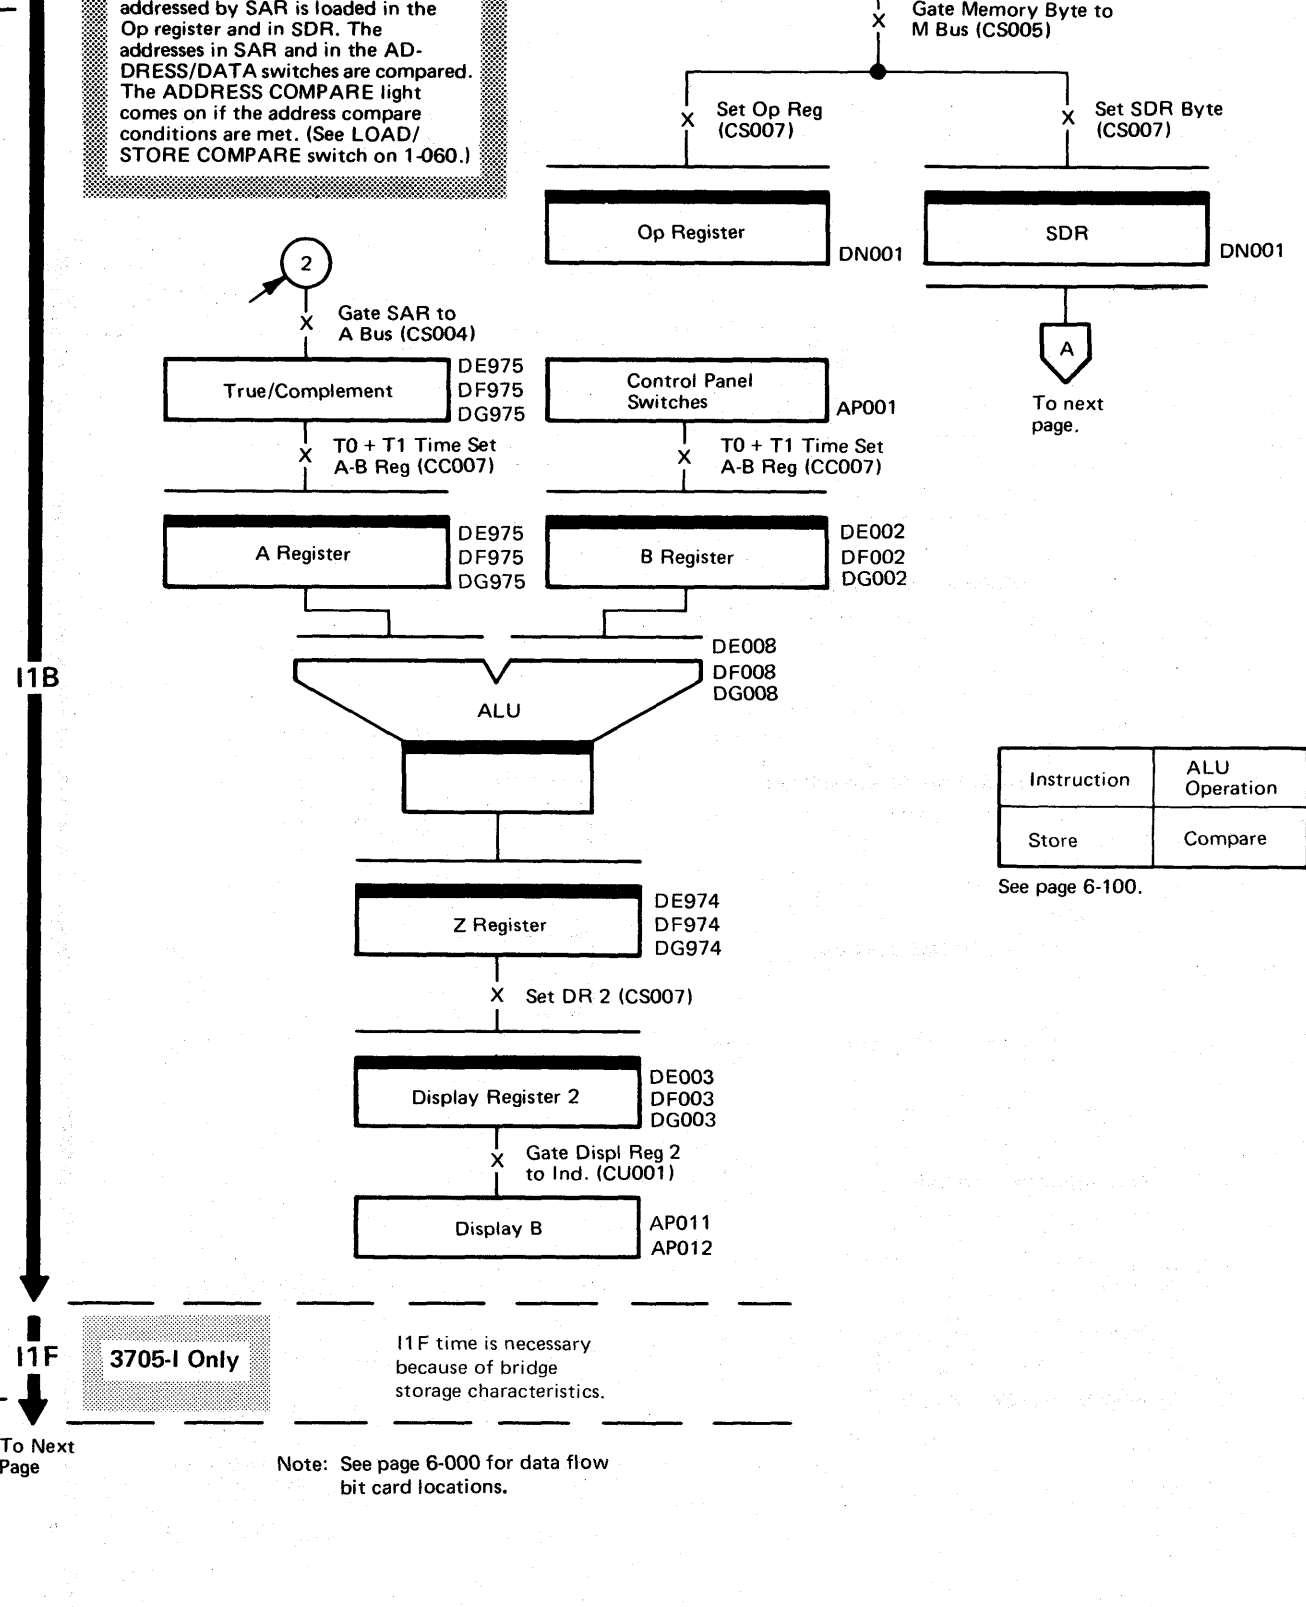 addressed by SAR is loaded in the
Op register and in SDR. The
addresses in SAR and in the AD-
DRESS/DATA switches are compared.
The ADDRESS COMPARE light
comes on if the address compare
conditions are met. (See LOAD/
STORE COMPARE switch on 1-060.)
Gate Memory Byte to
M Bus (CS005)
X
Set Op Reg
(CS007)
X
Set SDR Byte
(CS007)
X
Op Register
DN001
SDR
DN001
A
To next
page.
2
Gate SAR to
A Bus (CS004)
X
True/Complement
DE975
DF975
DG975
Control Panel
Switches
AP001
T0 + T1 Time Set
A-B Reg (CC007)
X
T0 + T1 Time Set
A-B Reg (CC007)
X
A Register
DE975
DF975
DG975
B Register
DE002
DF002
DG002
DE008
DF008
DG008
ALU
I1B
Instruction
ALU
Operation
Store
Compare
See page 6-100.
Z Register
DE974
DF974
DG974
X
Set DR 2 (CS007)
Display Register 2
DE003
DF003
DG003
X
Gate Displ Reg 2
to Ind. (CU001)
Display B
AP011
AP012
I1F
3705-I Only
I1F time is necessary
because of bridge
storage characteristics.
To Next
Page
Note: See page 6-000 for data flow
bit card locations.